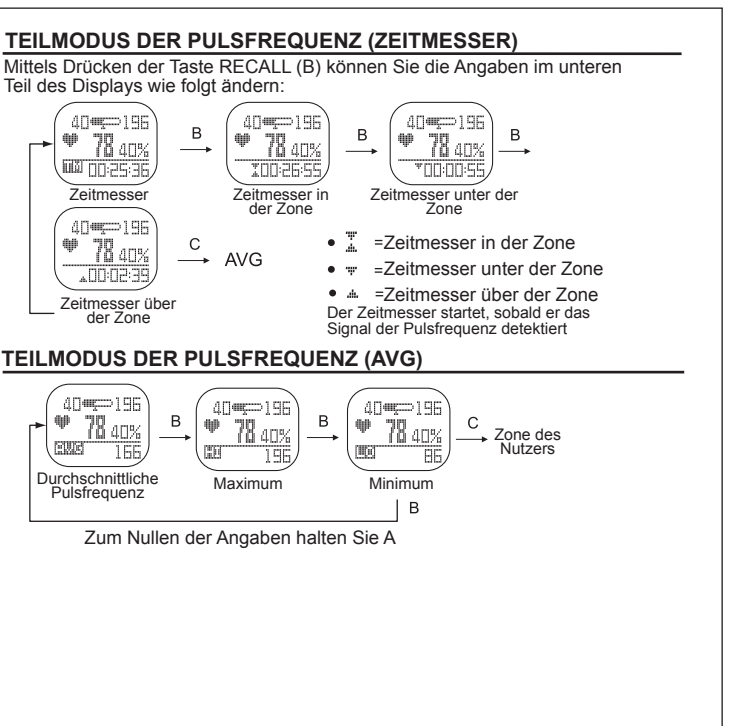 TEILMODUS DER PULSFREQUENZ (ZEITMESSER)
Mittels Drücken der Taste RECALL (B) können Sie die Angaben im unteren
Teil des Displays wie folgt ändern:
40 196
78 40%
00:25:36
Zeitmesser
B
40 196
78 40%
00:26:55
Zeitmesser in
der Zone
B
40 196
78 40%
00:00:55
Zeitmesser unter der
Zone
B
40 196
78 40%
00:02:39
Zeitmesser über
der Zone
C
AVG
=Zeitmesser in der Zone
=Zeitmesser unter der Zone
=Zeitmesser über der Zone
Der Zeitmesser startet, sobald er das
Signal der Pulsfrequenz detektiert
TEILMODUS DER PULSFREQUENZ (AVG)
40 196
78 40%
166
Durchschnittliche
Pulsfrequenz
B
40 196
78 40%
196
Maximum
B
40 196
78 40%
86
Minimum
C
Zone des
Nutzers
B
Zum Nullen der Angaben halten Sie A